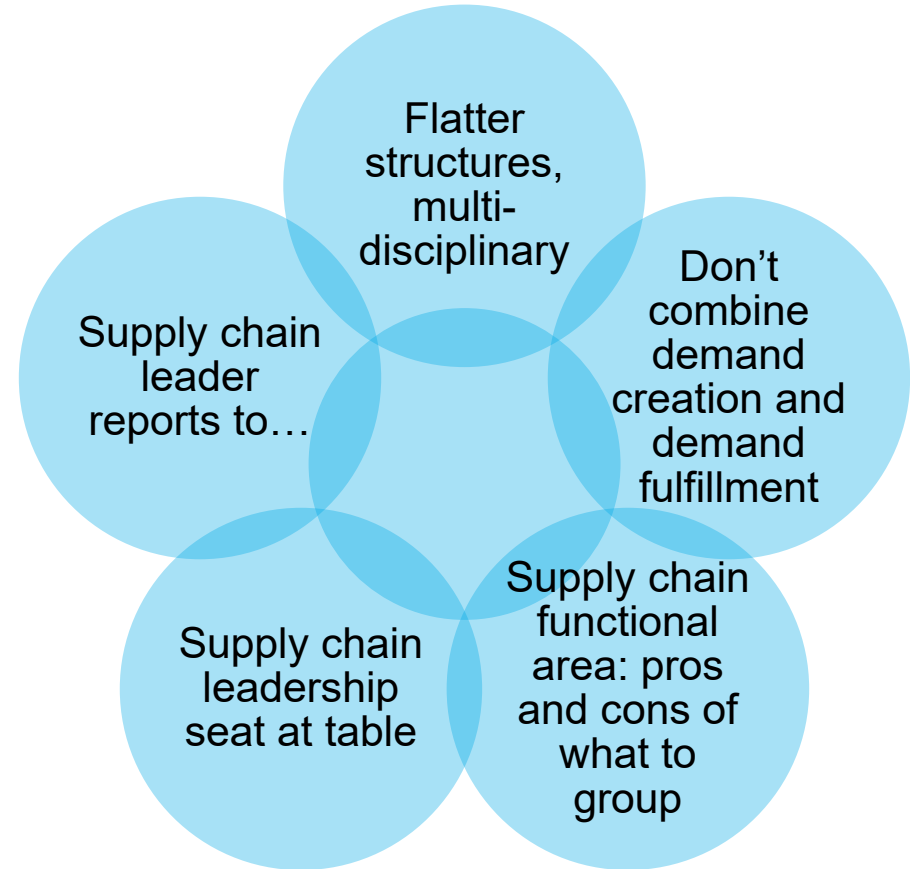 Flatter
structures,
multi-
disciplinary
Don’t
combine
demand
creation and
demand
fulfillment
Supply chain
functional
area: pros
and cons of
what to
group
Supply chain
leadership
seat at table
Supply chain
leader
reports to…